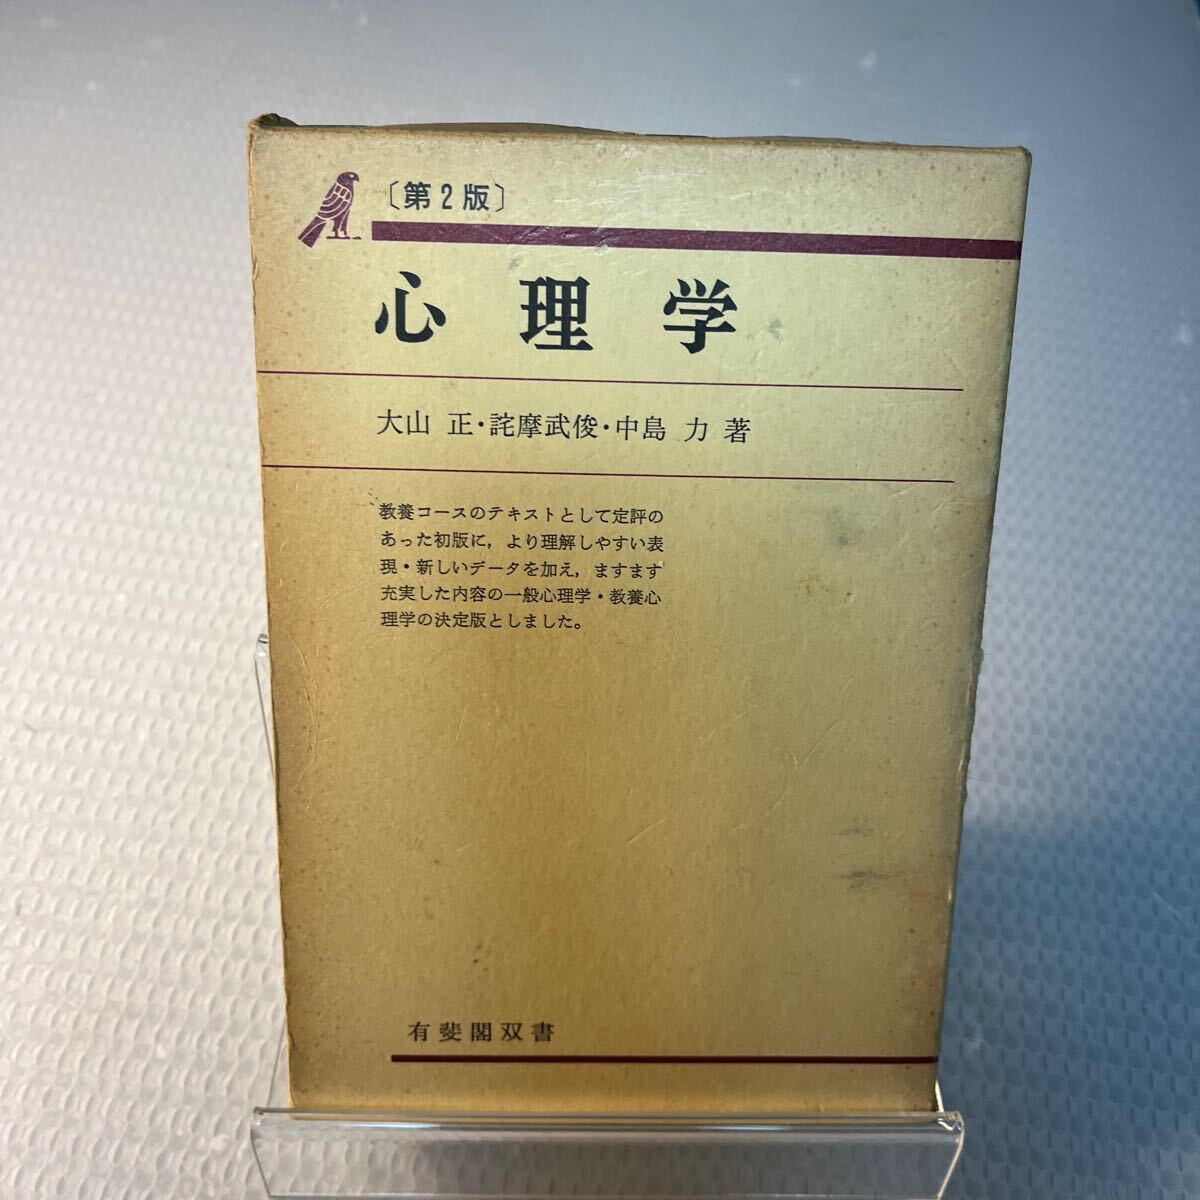 〔第2版〕
心理学
大山 正・詫摩武俊・中島 力 著
教養コースのテキストとして定評の
あった初版に，より理解しやすい表
現・新しいデータを加え，ますます
充実した内容の一般心理学・教養心
理学の決定版としました。
有斐閣双書